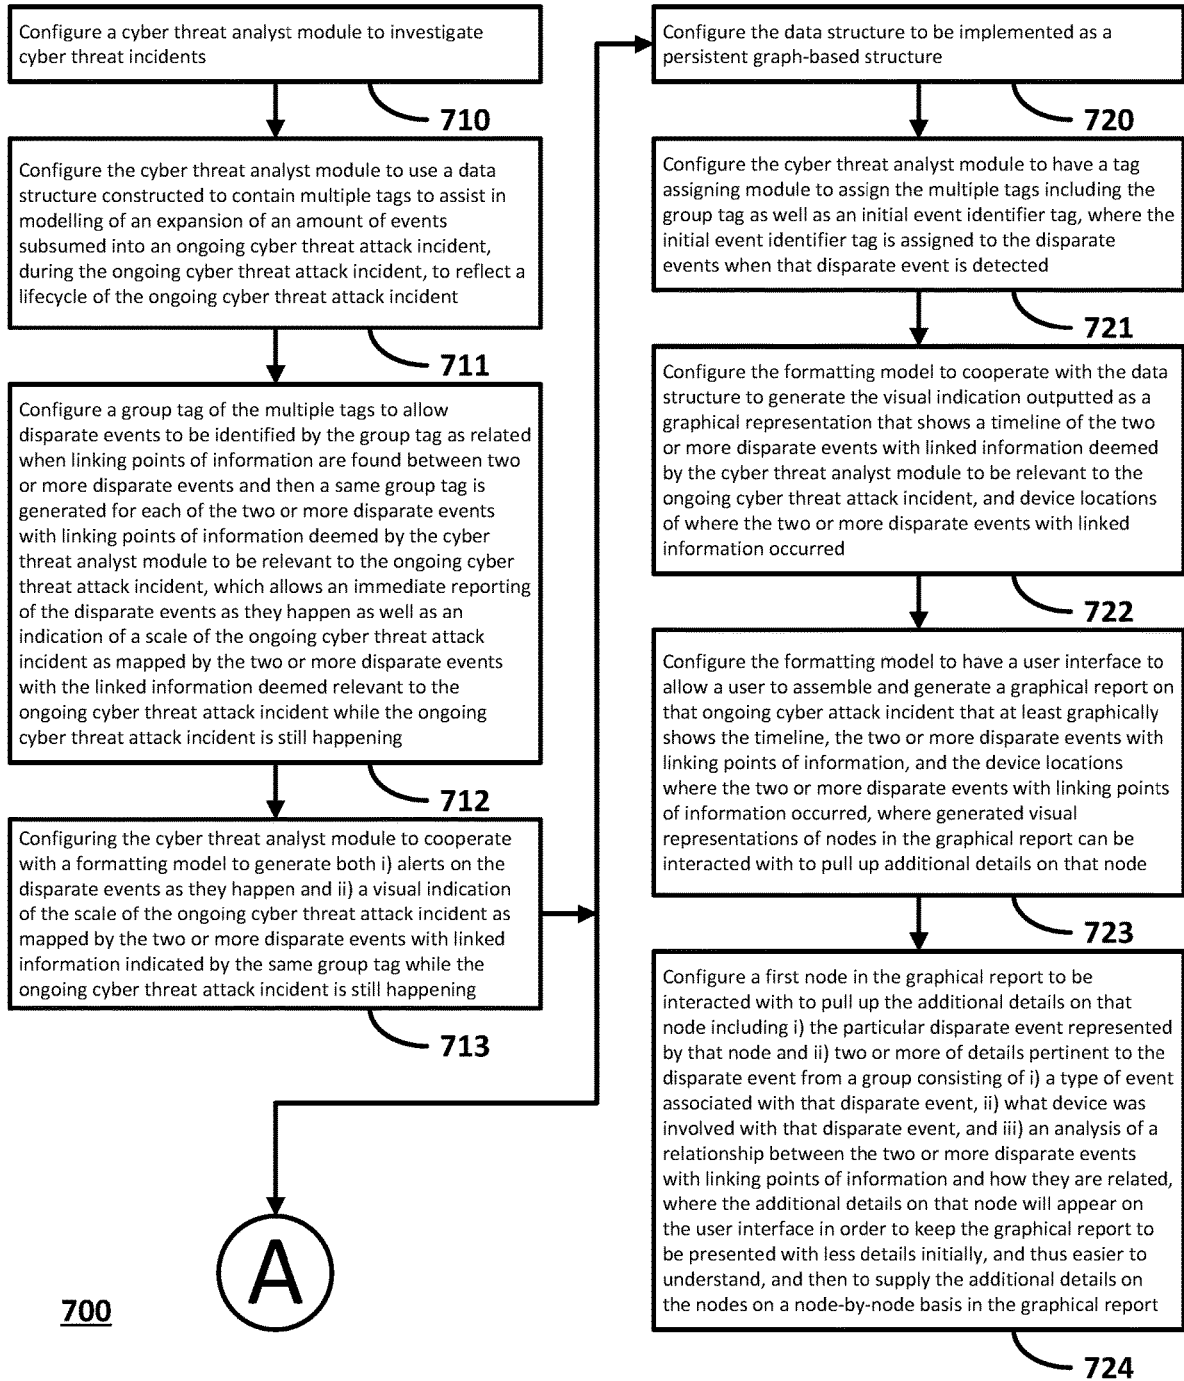 Configure a cyber threat analyst module to investigate
cyber threat incidents
710
Configure the cyber threat analyst module to use a data
structure constructed to contain multiple tags to assist in
modelling of an expansion of an amount of events
subsumed into an ongoing cyber threat attack incident,
during the ongoing cyber threat attack incident, to reflect a
lifecycle of the ongoing cyber threat attack incident
711
Configure a group tag of the multiple tags to allow
disparate events to be identified by the group tag as related
when linking points of information are found between two
or more disparate events and then a same group tag is
generated for each of the two or more disparate events
with linking points of information deemed by the cyber
threat analyst module to be relevant to the ongoing cyber
threat attack incident, which allows an immediate reporting
of the disparate events as they happen as well as an
indication of a scale of the ongoing cyber threat attack
incident as mapped by the two or more disparate events
with the linked information deemed relevant to the
ongoing cyber threat attack incident while the ongoing
cyber threat attack incident is still happening
712
Configuring the cyber threat analyst module to cooperate
with a formatting model to generate both i) alerts on the
disparate events as they happen and ii) a visual indication
of the scale of the ongoing cyber threat attack incident as
mapped by the two or more disparate events with linked
information indicated by the same group tag while the
ongoing cyber threat attack incident is still happening
713
A
700
Configure the data structure to be implemented as a
persistent graph-based structure
720
Configure the cyber threat analyst module to have a tag
assigning module to assign the multiple tags including the
group tag as well as an initial event identifier tag, where the
initial event identifier tag is assigned to the disparate
events when that disparate event is detected
721
Configure the formatting model to cooperate with the data
structure to generate the visual indication outputted as a
graphical representation that shows a timeline of the two
or more disparate events with linked information deemed
by the cyber threat analyst module to be relevant to the
ongoing cyber threat attack incident, and device locations
of where the two or more disparate events with linked
information occurred
722
Configure the formatting model to have a user interface to
allow a user to assemble and generate a graphical report on
that ongoing cyber attack incident that at least graphically
shows the timeline, the two or more disparate events with
linking points of information, and the device locations
where the two or more disparate events with linking points
of information occurred, where generated visual
representations of nodes in the graphical report can be
interacted with to pull up additional details on that node
723
Configure a first node in the graphical report to be
interacted with to pull up the additional details on that
node including i) the particular disparate event represented
by that node and ii) two or more of details pertinent to the
disparate event from a group consisting of i) a type of event
associated with that disparate event, ii) what device was
involved with that disparate event, and iii) an analysis of a
relationship between the two or more disparate events
with linking points of information and how they are related,
where the additional details on that node will appear on
the user interface in order to keep the graphical report to
be presented with less details initially, and thus easier to
understand, and then to supply the additional details on
the nodes on a node-by-node basis in the graphical report
724